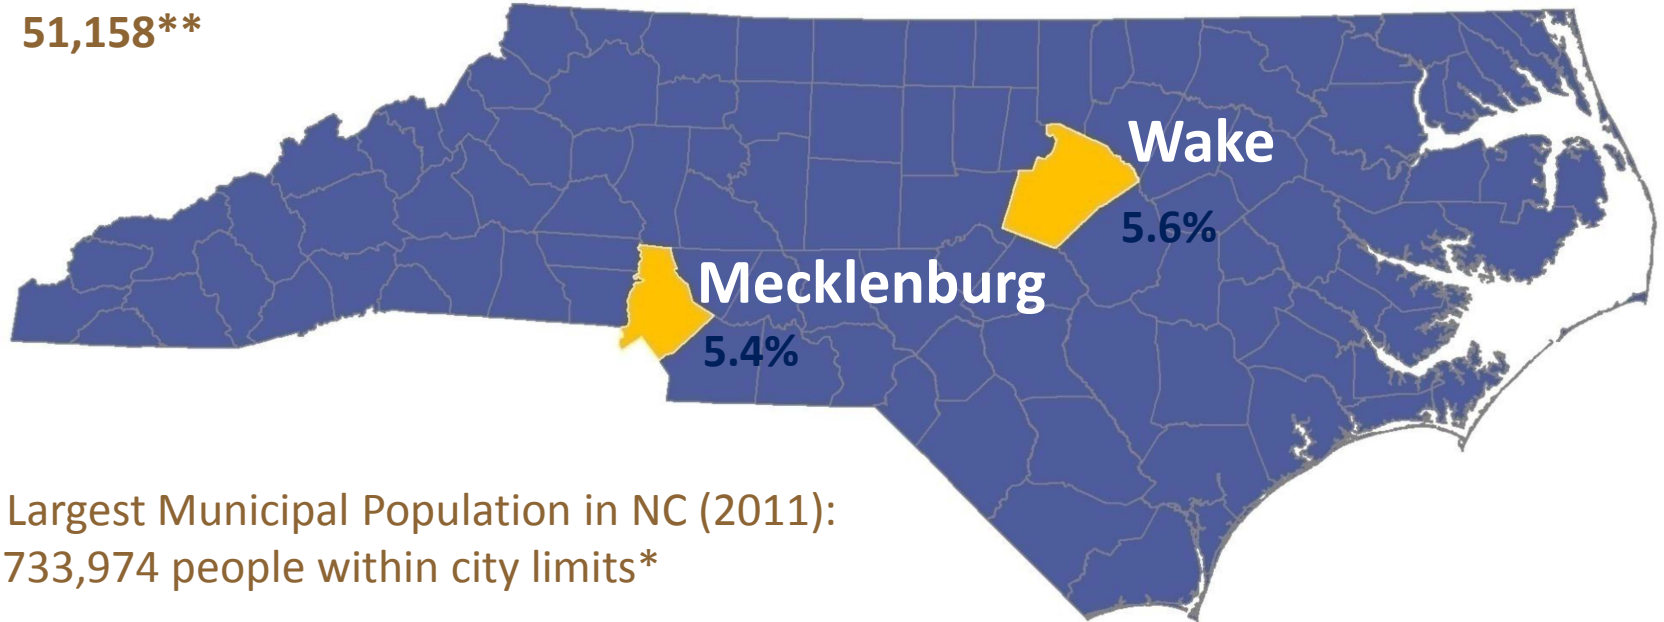 51,158**
Wake
5.6%
Mecklenburg
5.4%
Largest Municipal Population in NC (2011):
733,974 people within city limits*